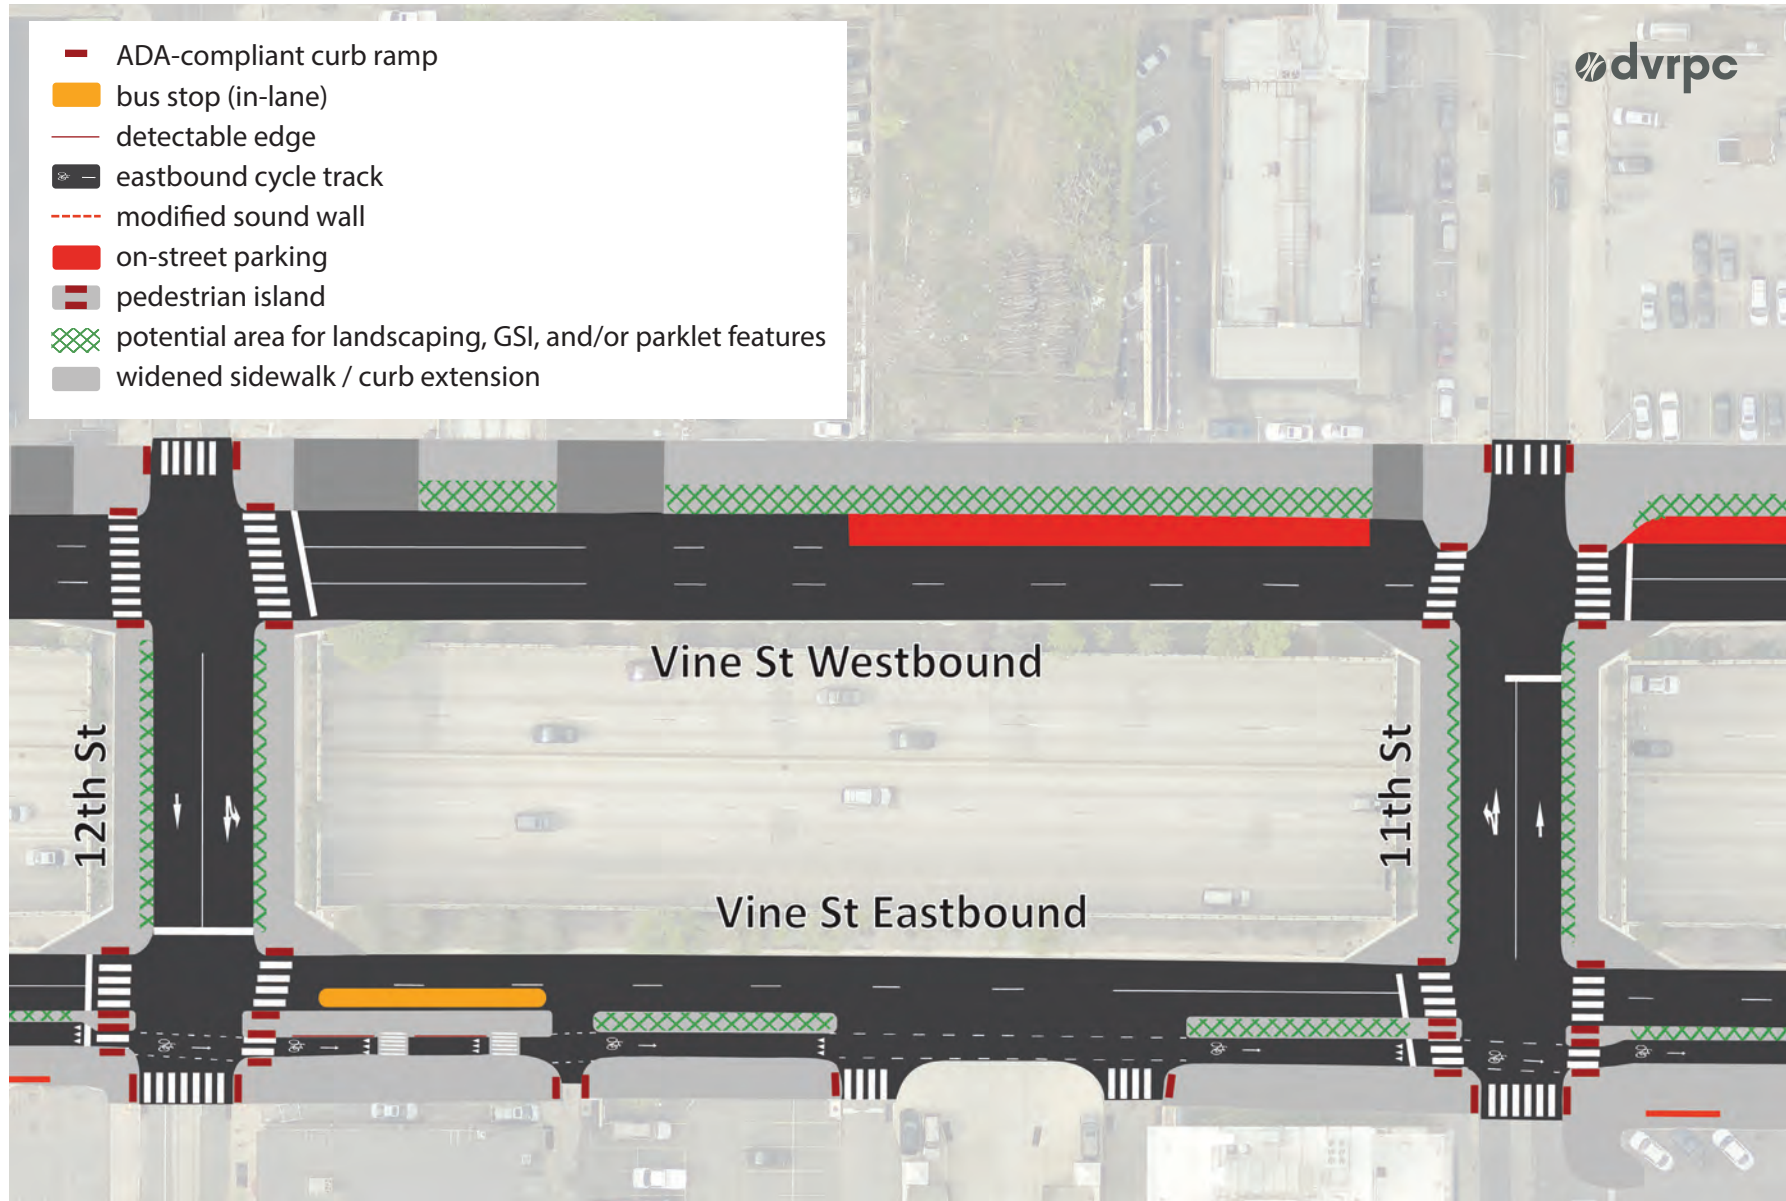 ADA-compliant curb ramp
bus stop (in-lane)
detectable edge
eastbound cycle track
modified sound wall
on-street parking
pedestrian island
potential area for landscaping, GSI, and/or parklet features
widened sidewalk / curb extension
dvrpc
Vine St Westbound
12th St
11th St
Vine St Eastbound